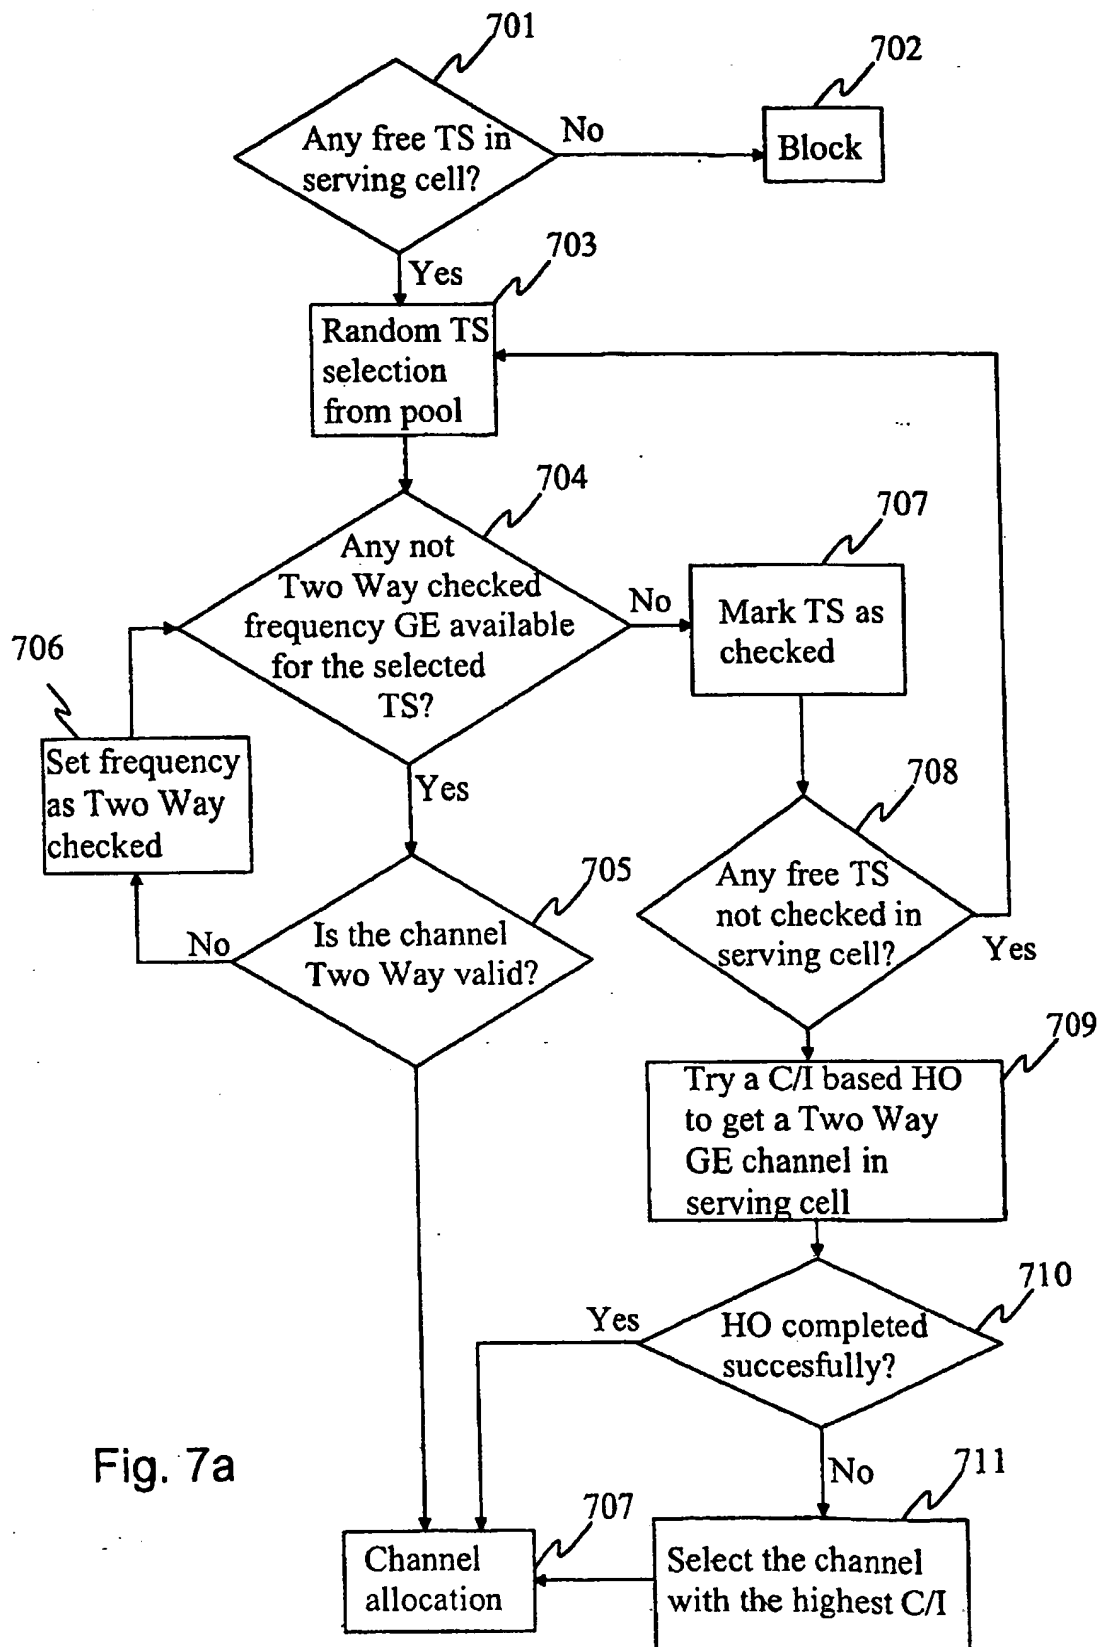 701
702
Any free TS in
serving cell?
No
Block
Yes
703
Random TS
selection
from pool
704
707
Any not
Two Way checked
frequency GE available
for the selected
TS?
No
Mark TS as
checked
706
Set frequency
as Two Way
checked
Yes
708
705
Any free TS
not checked in
serving cell?
Yes
No
Is the channel
Two Way valid?
709
Try a C/I based HO
to get a Two Way
GE channel in
serving cell
710
Yes
HO completed
succesfully?
Fig. 7a
No
711
707
Channel
allocation
Select the channel
with the highest C/I